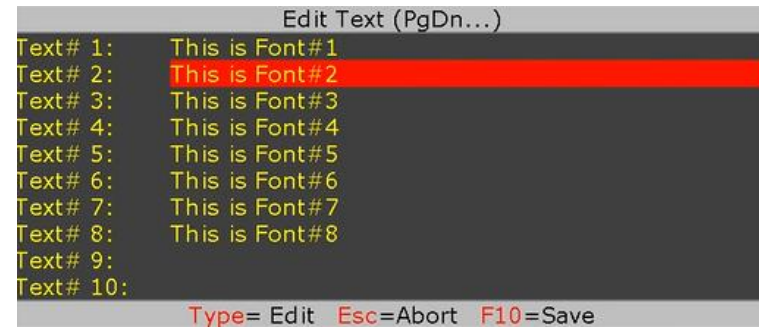 Edit Text (PgDn...)
Text# 1: This is Font#1
Text# 2: This is Font#2
Text# 3: This is Font#3
Text# 4: This is Font#4
Text# 5: This is Font#5
Text# 6: This is Font#6
Text# 7: This is Font#7
Text# 8: This is Font#8
Text# 9:
Text# 10:
Type= Edit Esc=Abort F10=Save